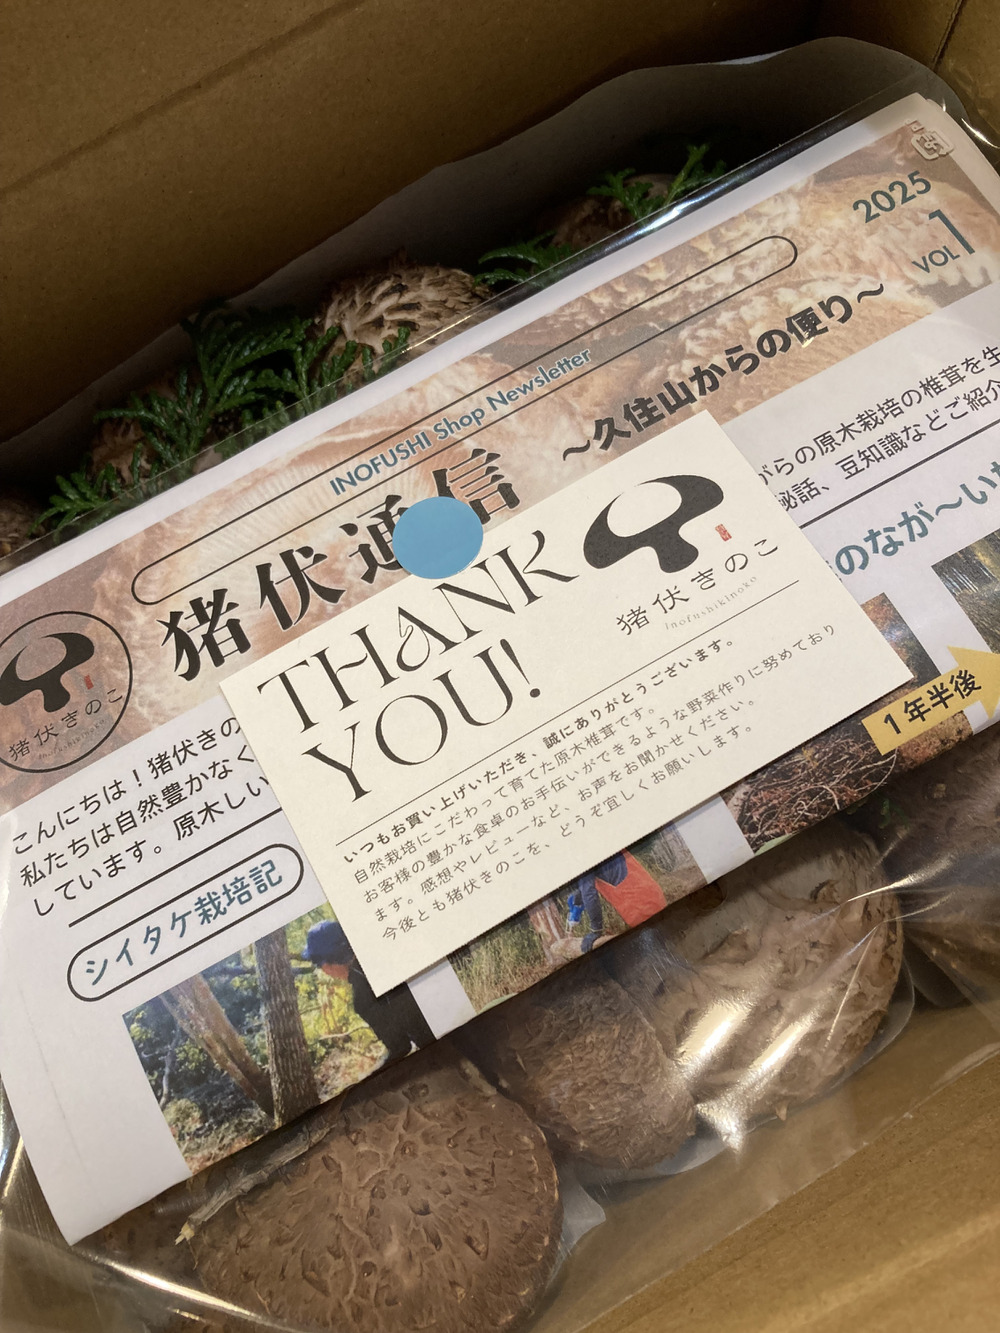 2025
VOL 1
INOFUSHI Shop Newsletter
猪伏通信
〜久住山からの便り〜
猪伏きのこ
Inofushikinoko
がらの原木栽培の椎茸を生
秘話、豆知識などご紹介
のなが〜い
1年半後
こんにちは！猪伏きの
私たちは自然豊かなく
しています。原木しい
シイタケ栽培記
THANK
YOU!
猪伏きのこ
Inofushikinoko
いつもお買い上げいただき、誠にありがとうございます。
自然栽培にこだわって育てた原木椎茸です。
お客様の豊かな食卓のお手伝いができるような野菜作りに努めており
ます。感想やレビューなど、お声をお聞かせください。
今後とも猪伏きのこを、どうぞ宜しくお願いします。